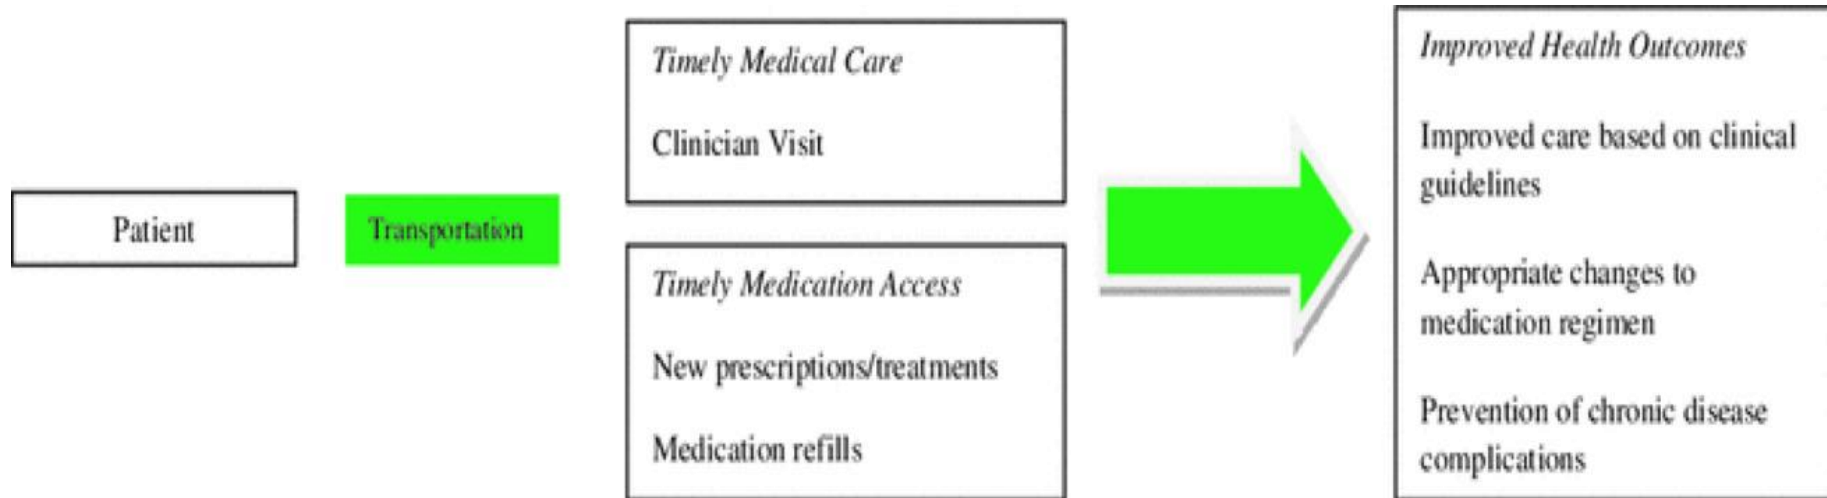 Patient
Transportation
Timely Medical Care
Clinician Visit
Timely Medication Access
New prescriptions/treatments
Medication refills
Improved Health Outcomes
Improved care based on clinical
guidelines
Appropriate changes to
medication regimen
Prevention of chronic disease
complications